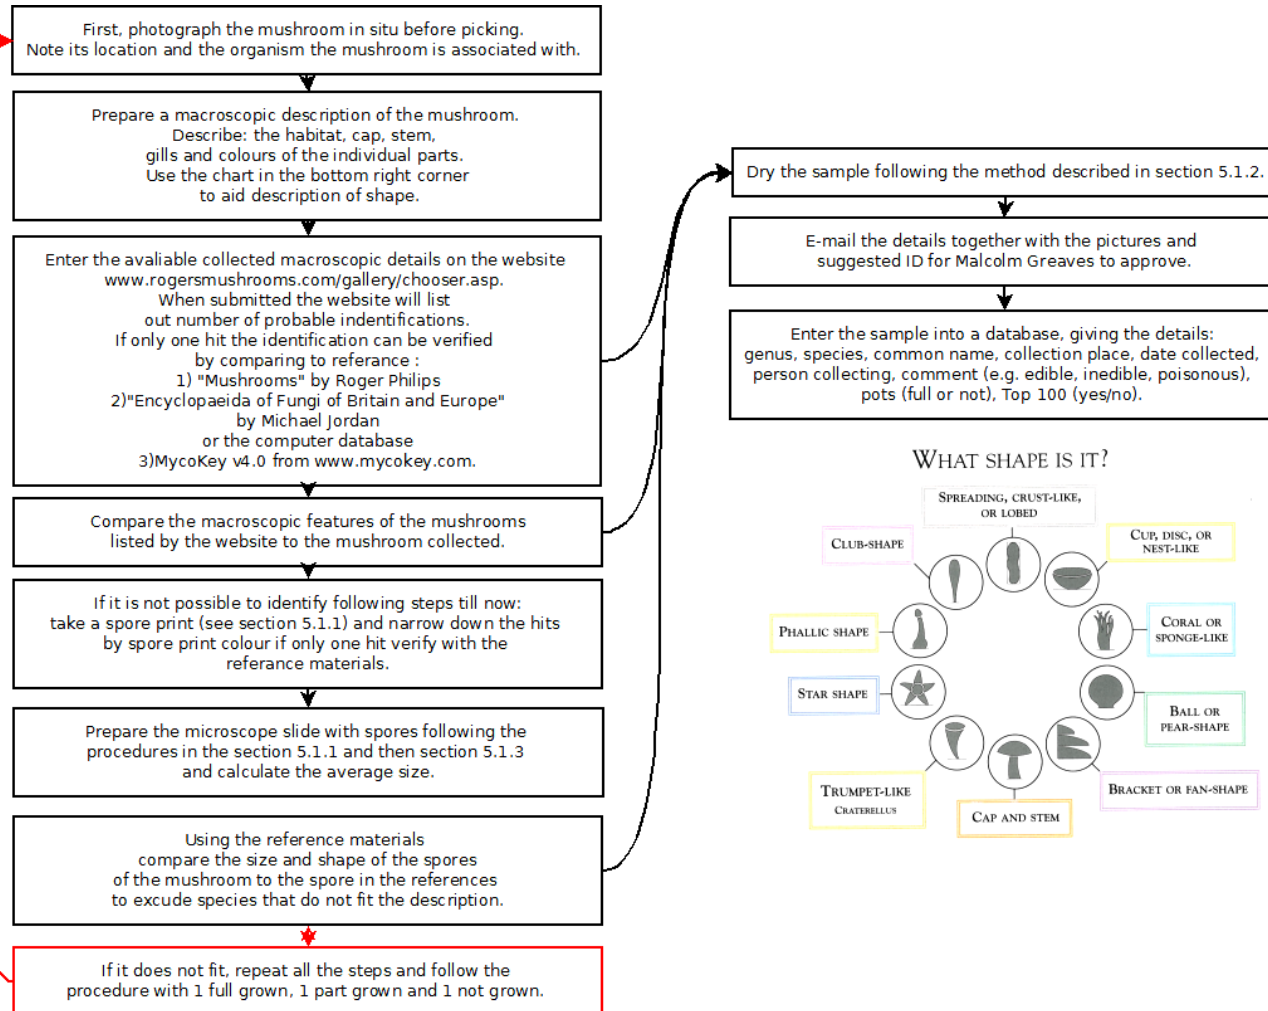 First, photograph the mushroom in situ before picking.
Note its location and the organism the mushroom is associated with.
Prepare a macroscopic description of the mushroom.
Describe: the habitat, cap, stem,
gills and colours of the individual parts.
Use the chart in the bottom right corner
to aid description of shape.
Enter the avaliable collected macroscopic details on the website
www.rogersmushrooms.com/gallery/chooser.asp.
When submitted the website will list
out number of probable indentifications.
If only one hit the identification can be verified
by comparing to referance :
1) "Mushrooms" by Roger Philips
2)"Encyclopaeida of Fungi of Britain and Europe"
by Michael Jordan
or the computer database
3)MycoKey v4.0 from www.mycokey.com.
Compare the macroscopic features of the mushrooms
listed by the website to the mushroom collected.
If it is not possible to identify following steps till now:
take a spore print (see section 5.1.1) and narrow down the hits
by spore print colour if only one hit verify with the
referance materials.
Prepare the microscope slide with spores following the
procedures in the section 5.1.1 and then section 5.1.3
and calculate the average size.
Using the reference materials
compare the size and shape of the spores
of the mushroom to the spore in the references
to excude species that do not fit the description.
If it does not fit, repeat all the steps and follow the
procedure with 1 full grown, 1 part grown and 1 not grown.
Dry the sample following the method described in section 5.1.2.
E-mail the details together with the pictures and
suggested ID for Malcolm Greaves to approve.
Enter the sample into a database, giving the details:
genus, species, common name, collection place, date collected,
person collecting, comment (e.g. edible, inedible, poisonous),
pots (full or not), Top 100 (yes/no).
WHAT SHAPE IS IT?
SPREADING, CRUST-LIKE,
OR LOBED
CLUB-SHAPE
CUP, DISC, OR
NEST-LIKE
PHALLIC SHAPE
CORAL OR
SPONGE-LIKE
STAR SHAPE
BALL OR
PEAR-SHAPE
TRUMPET-LIKE
CRATERELLUS
BRACKET OR FAN-SHAPE
CAP AND STEM